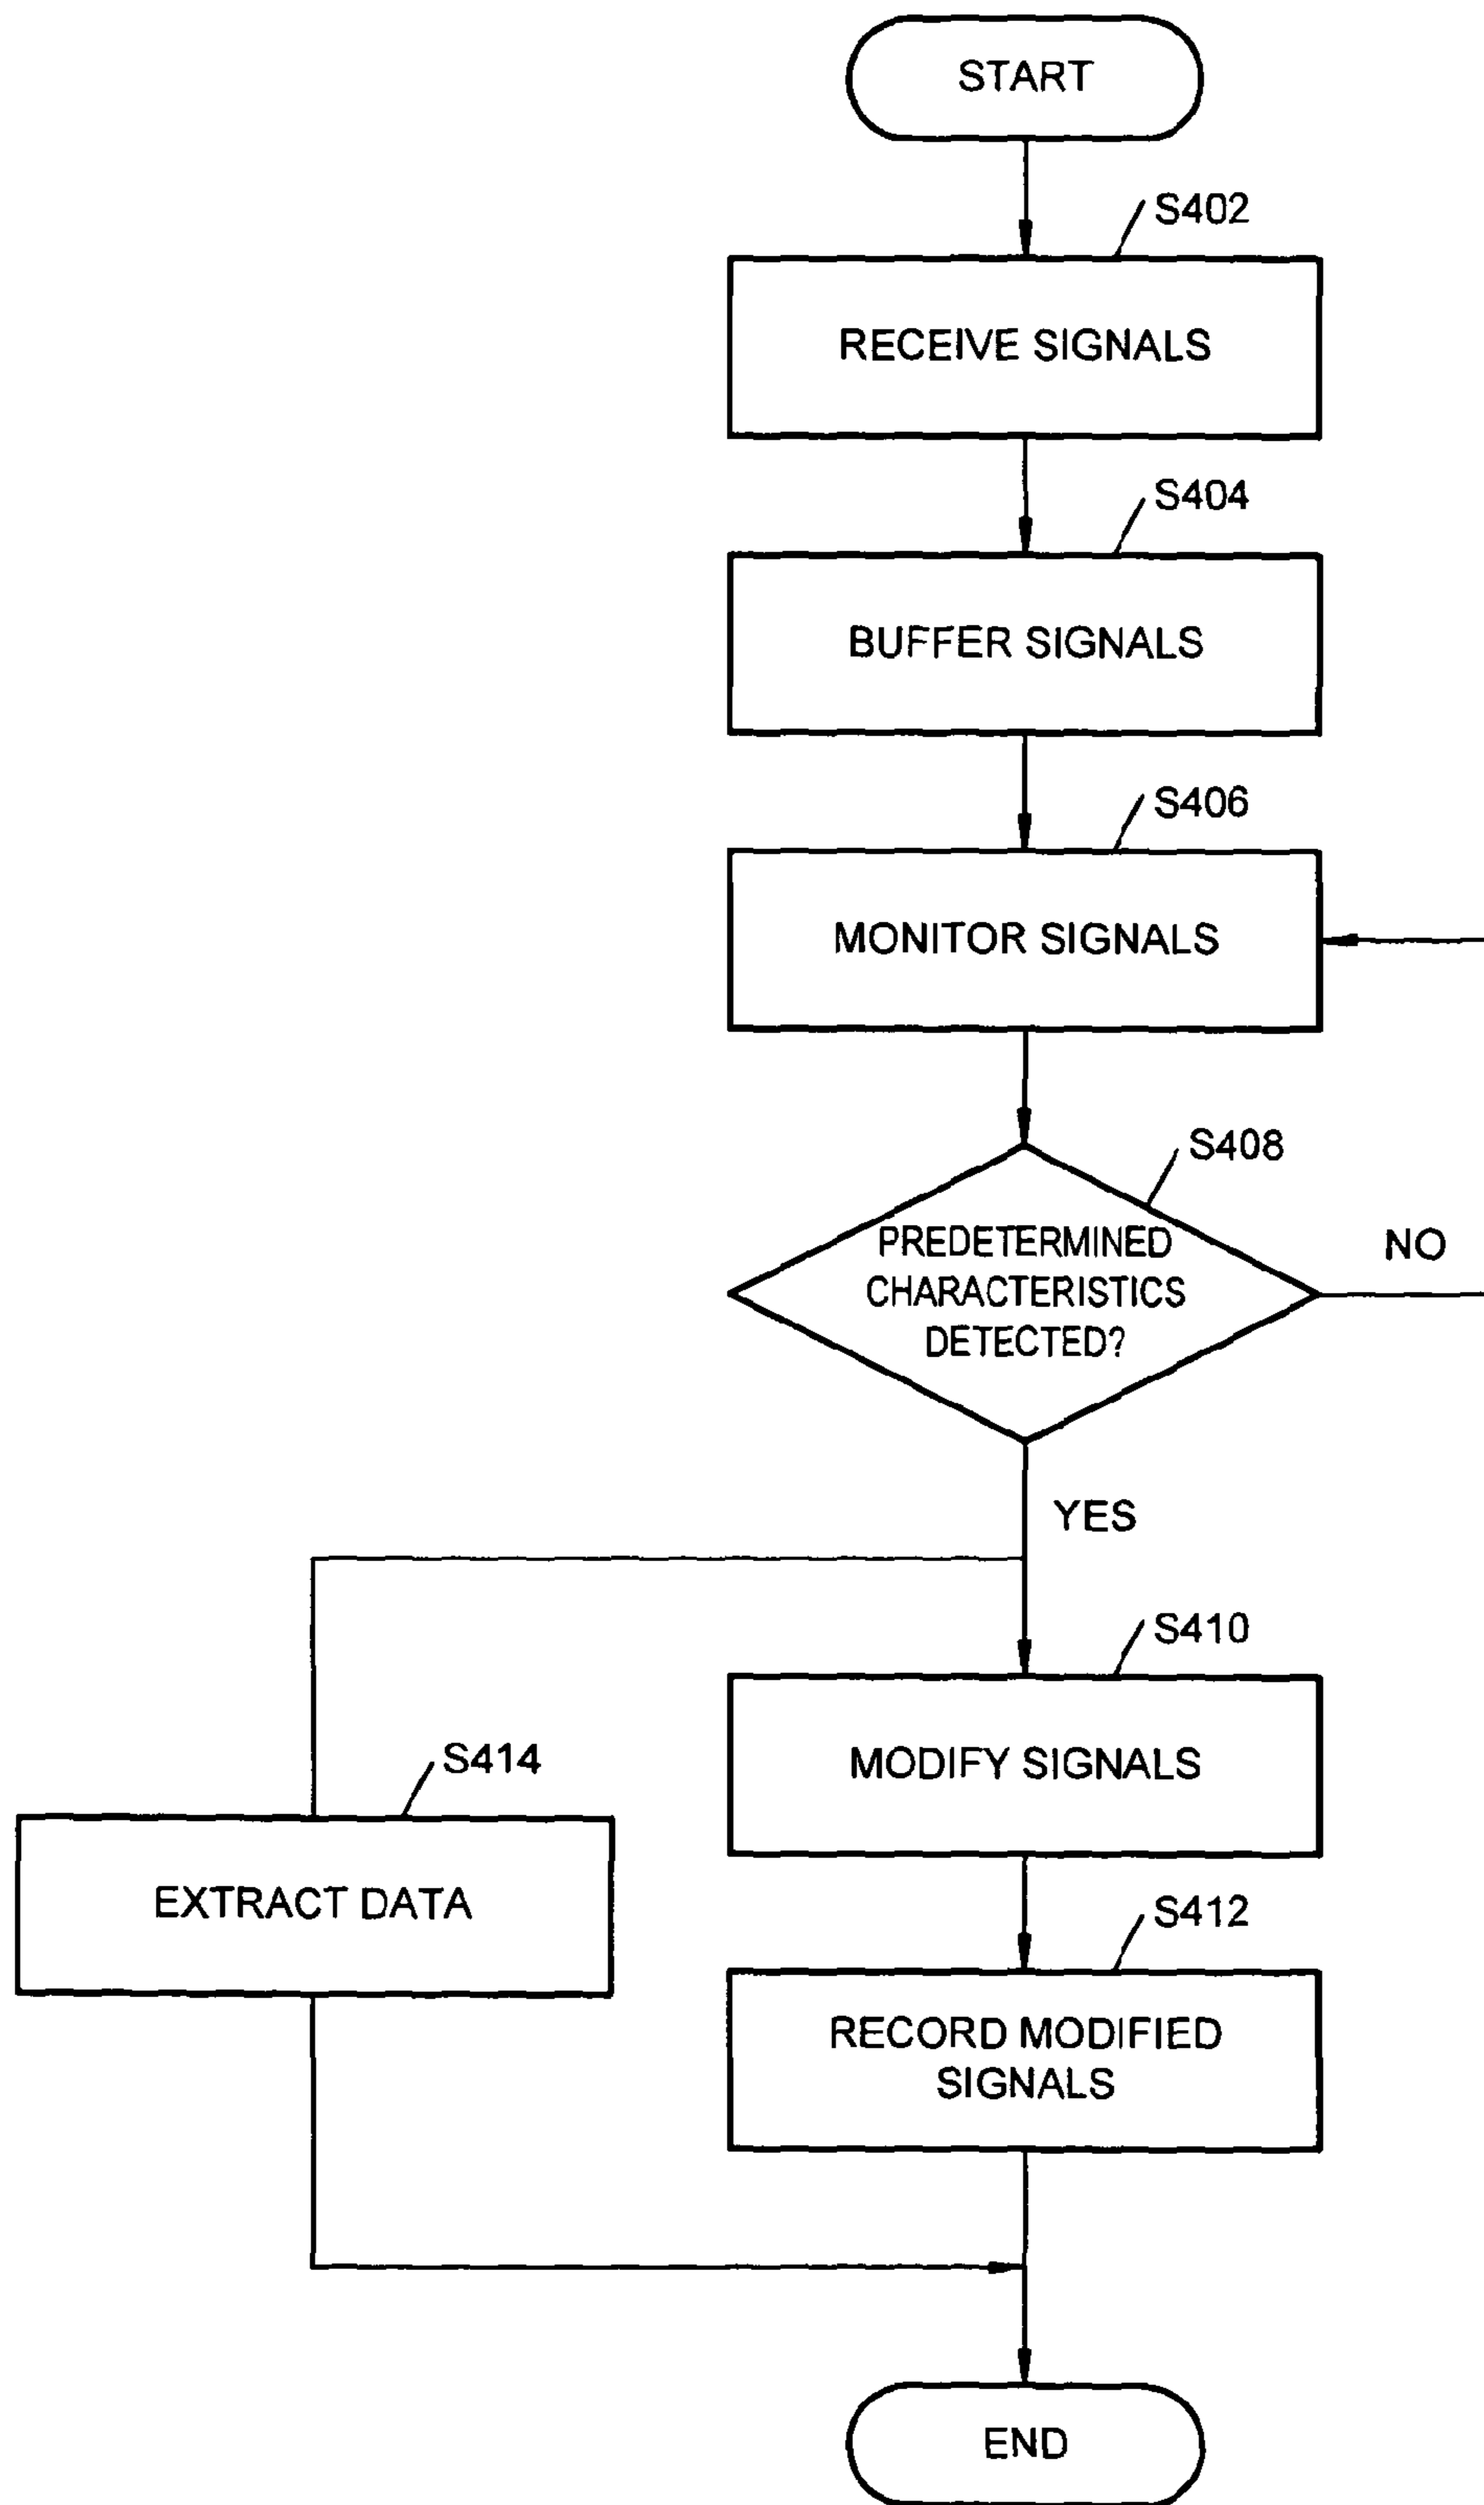 START
S402
RECEIVE SIGNALS
S404
BUFFER SIGNALS
S406
MONITOR SIGNALS
S408
PREDETERMINED
CHARACTERISTICS
DETECTED?
NO
YES
S410
MODIFY SIGNALS
S414
EXTRACT DATA
S412
RECORD MODIFIED
SIGNALS
END